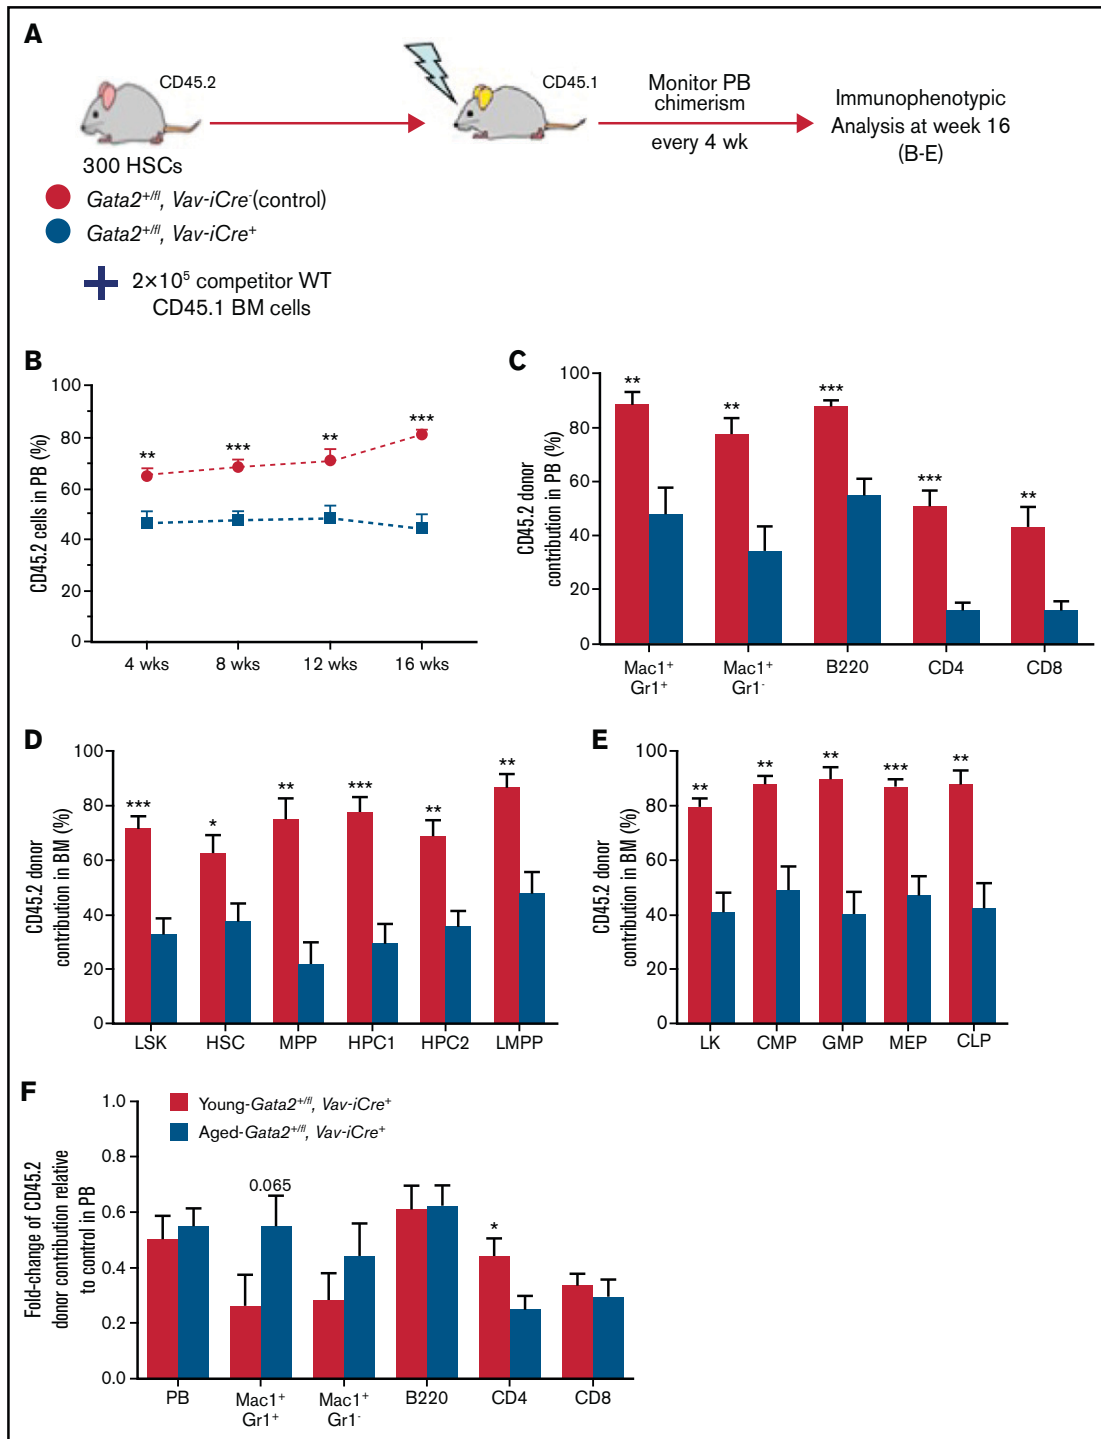 A
CD45.2
CD45.1
Monitor PB
chimerism
every 4 wk
Immunophenotypic
Analysis at week 16
(B-E)
300 HSCs
Gata2+/fl, Vav-iCre-(control)
Gata2+/fl, Vav-iCre+
2×10⁵ competitor WT
CD45.1 BM cells
B
CD45.2 cells in PB (%)
100
80
60
40
20
0
**
***
**
***
4 wks
8 wks
12 wks
16 wks
C
CD45.2 donor
contribution in PB (%)
100
80
60
40
20
0
**
**
***
***
**
Mac1+
Gr1+
Mac1+
Gr1-
B220
CD4
CD8
D
CD45.2 donor
contribution in BM (%)
100
80
60
40
20
0
***
*
**
***
**
**
LSK
HSC
MPP
HPC1
HPC2
LMPP
E
CD45.2 donor
contribution in BM (%)
100
80
60
40
20
0
**
**
**
***
**
LK
CMP
GMP
MEP
CLP
F
Fold-change of CD45.2
donor contribution relative
to control in PB
1.0
0.8
0.6
0.4
0.2
0.0
Young-Gata2+/fl, Vav-iCre+
Aged-Gata2+/fl, Vav-iCre+
0.065
*
PB
Mac1+
Gr1+
Mac1+
Gr1-
B220
CD4
CD8